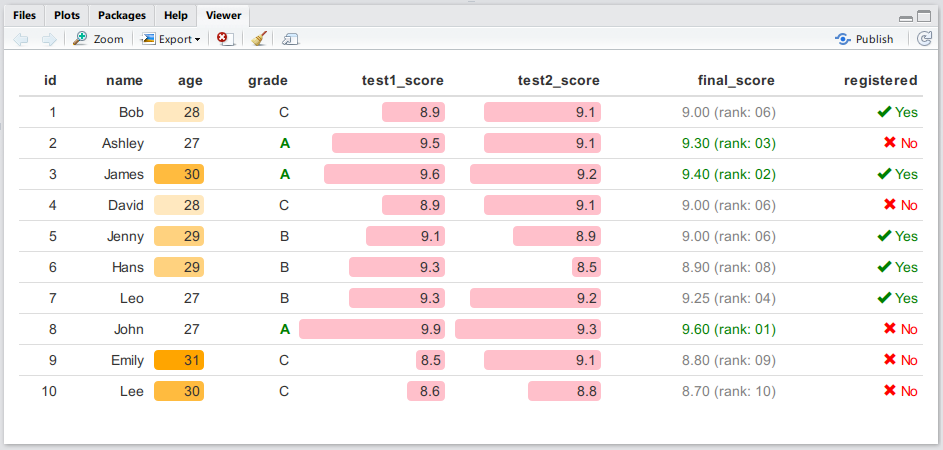 Files Plots Packages Help Viewer
Zoom Export Publish
id name age grade test1_score test2_score final_score registered
1 Bob 28 C 8.9 9.1 9.00 (rank: 06) ✔ Yes
2 Ashley 27 A 9.5 9.1 9.30 (rank: 03) ✖ No
3 James 30 A 9.6 9.2 9.40 (rank: 02) ✔ Yes
4 David 28 C 8.9 9.1 9.00 (rank: 06) ✖ No
5 Jenny 29 B 9.1 8.9 9.00 (rank: 06) ✔ Yes
6 Hans 29 B 9.3 8.5 8.90 (rank: 08) ✔ Yes
7 Leo 27 B 9.3 9.2 9.25 (rank: 04) ✔ Yes
8 John 27 A 9.9 9.3 9.60 (rank: 01) ✖ No
9 Emily 31 C 8.5 9.1 8.80 (rank: 09) ✖ No
10 Lee 30 C 8.6 8.8 8.70 (rank: 10) ✖ No